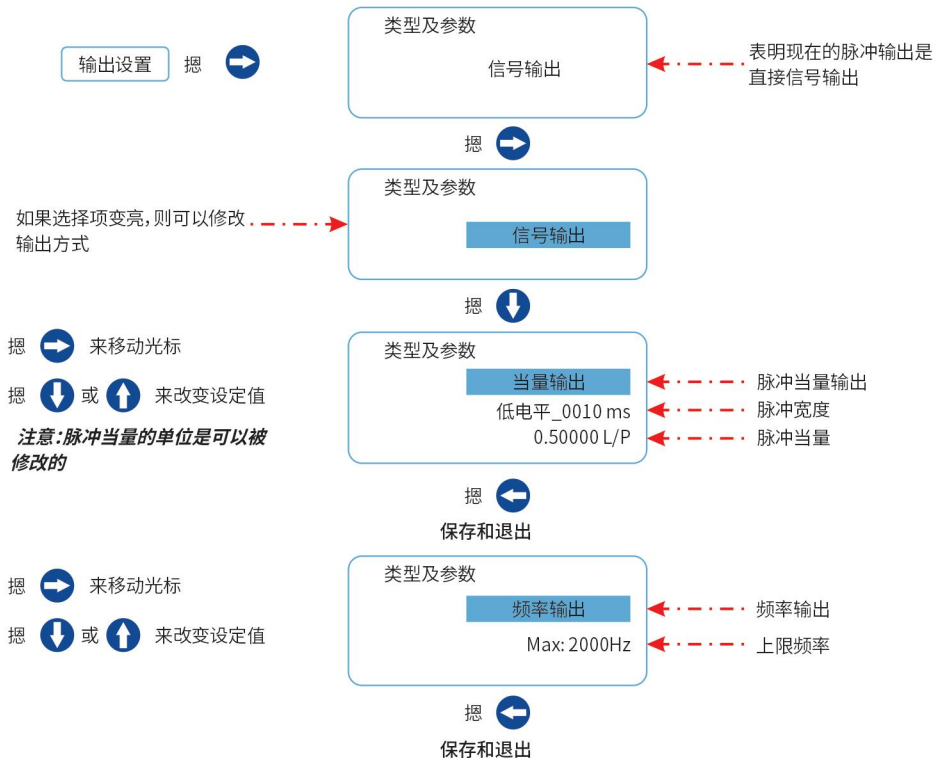 类型及参数
输出设置 摁
信号输出
表明现在的脉冲输出是
直接信号输出
摁
类型及参数
如果选择项变亮,则可以修改
输出方式
信号输出
摁
摁 来移动光标
类型及参数
摁 或 来改变设定值
当量输出
脉冲当量输出
低电平_0010 ms
脉冲宽度
0.50000 L/P
脉冲当量
注意:脉冲当量的单位是可以被
修改的
摁
保存和退出
类型及参数
摁 来移动光标
频率输出
频率输出
摁 或 来改变设定值
Max: 2000Hz
上限频率
摁
保存和退出